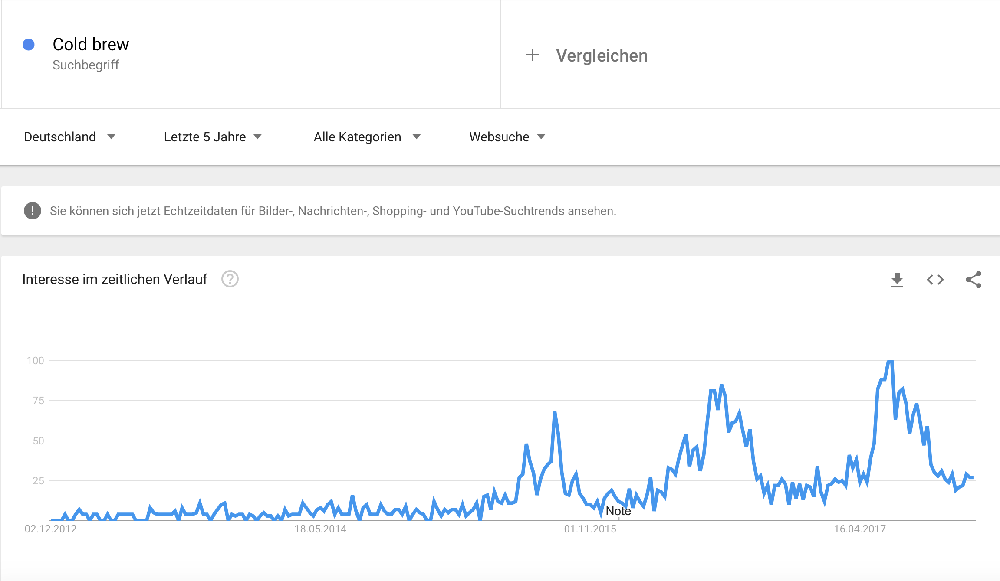 Cold brew
Suchbegriff
+ Vergleichen
Deutschland
Letzte 5 Jahre
Alle Kategorien
Websuche
Sie können sich jetzt Echtzeitdaten für Bilder-, Nachrichten-, Shopping- und YouTube-Suchtrends ansehen.
Interesse im zeitlichen Verlauf
100
75
50
25
Note
02.12.2012
18.05.2014
01.11.2015
16.04.2017